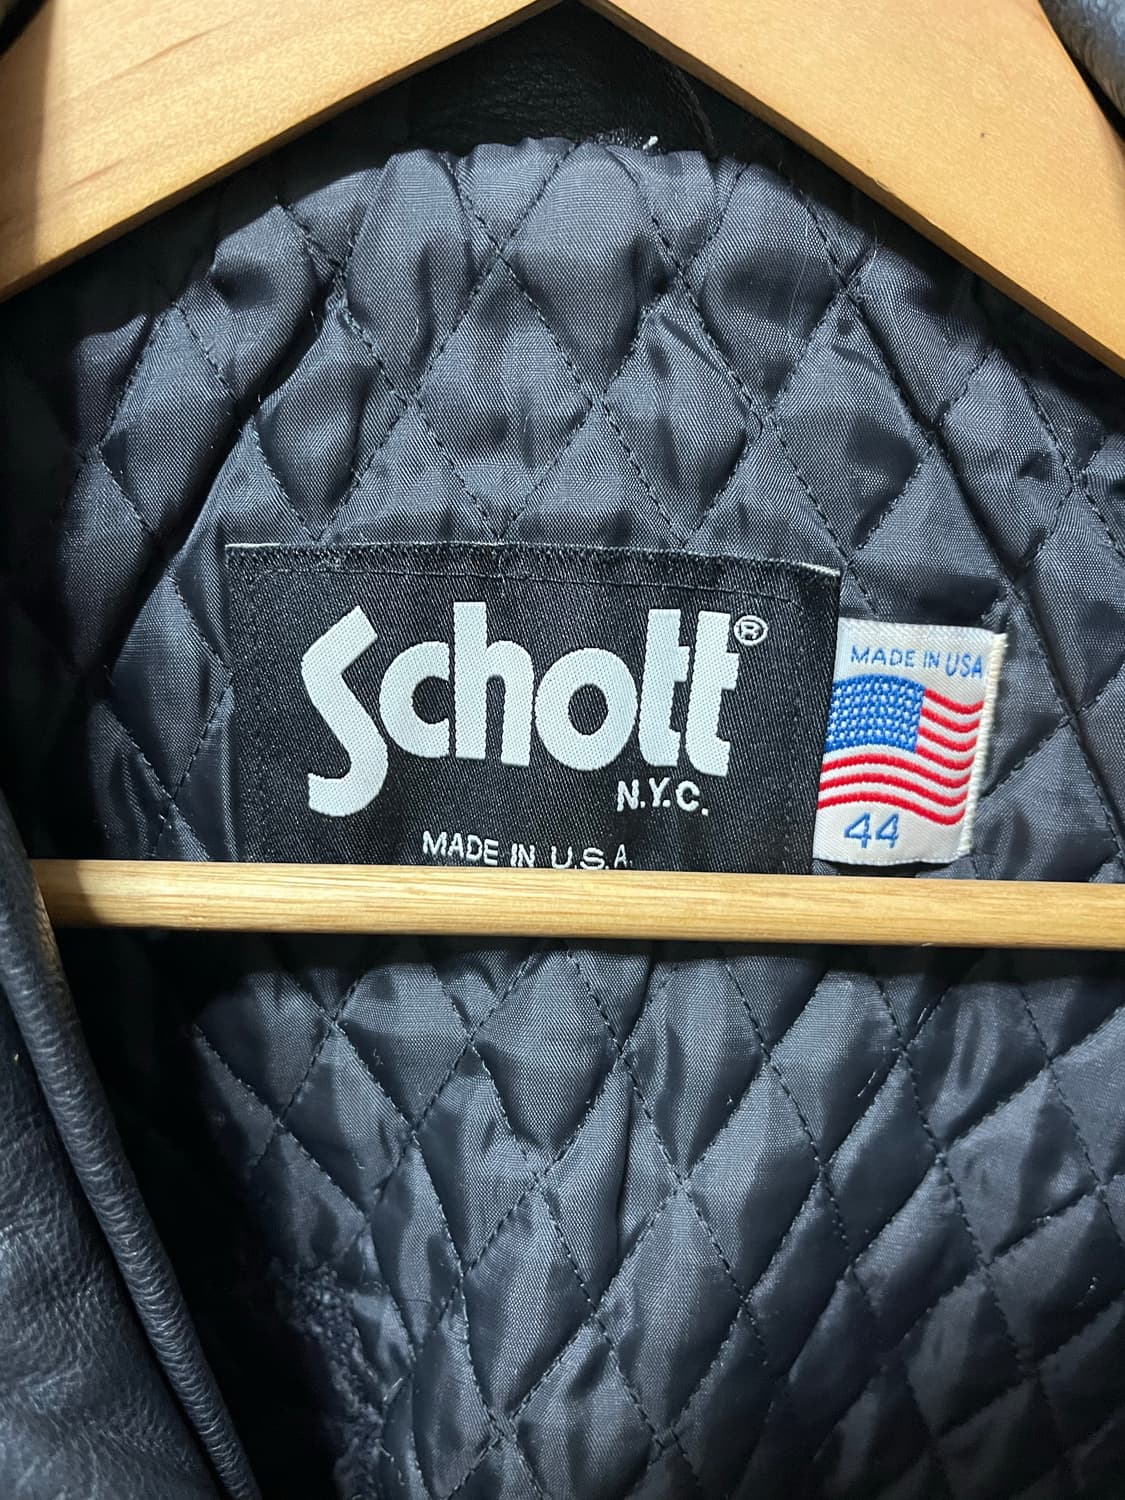 Schott®
N.Y.C.
MADE IN U.S.A.
MADE IN USA
44